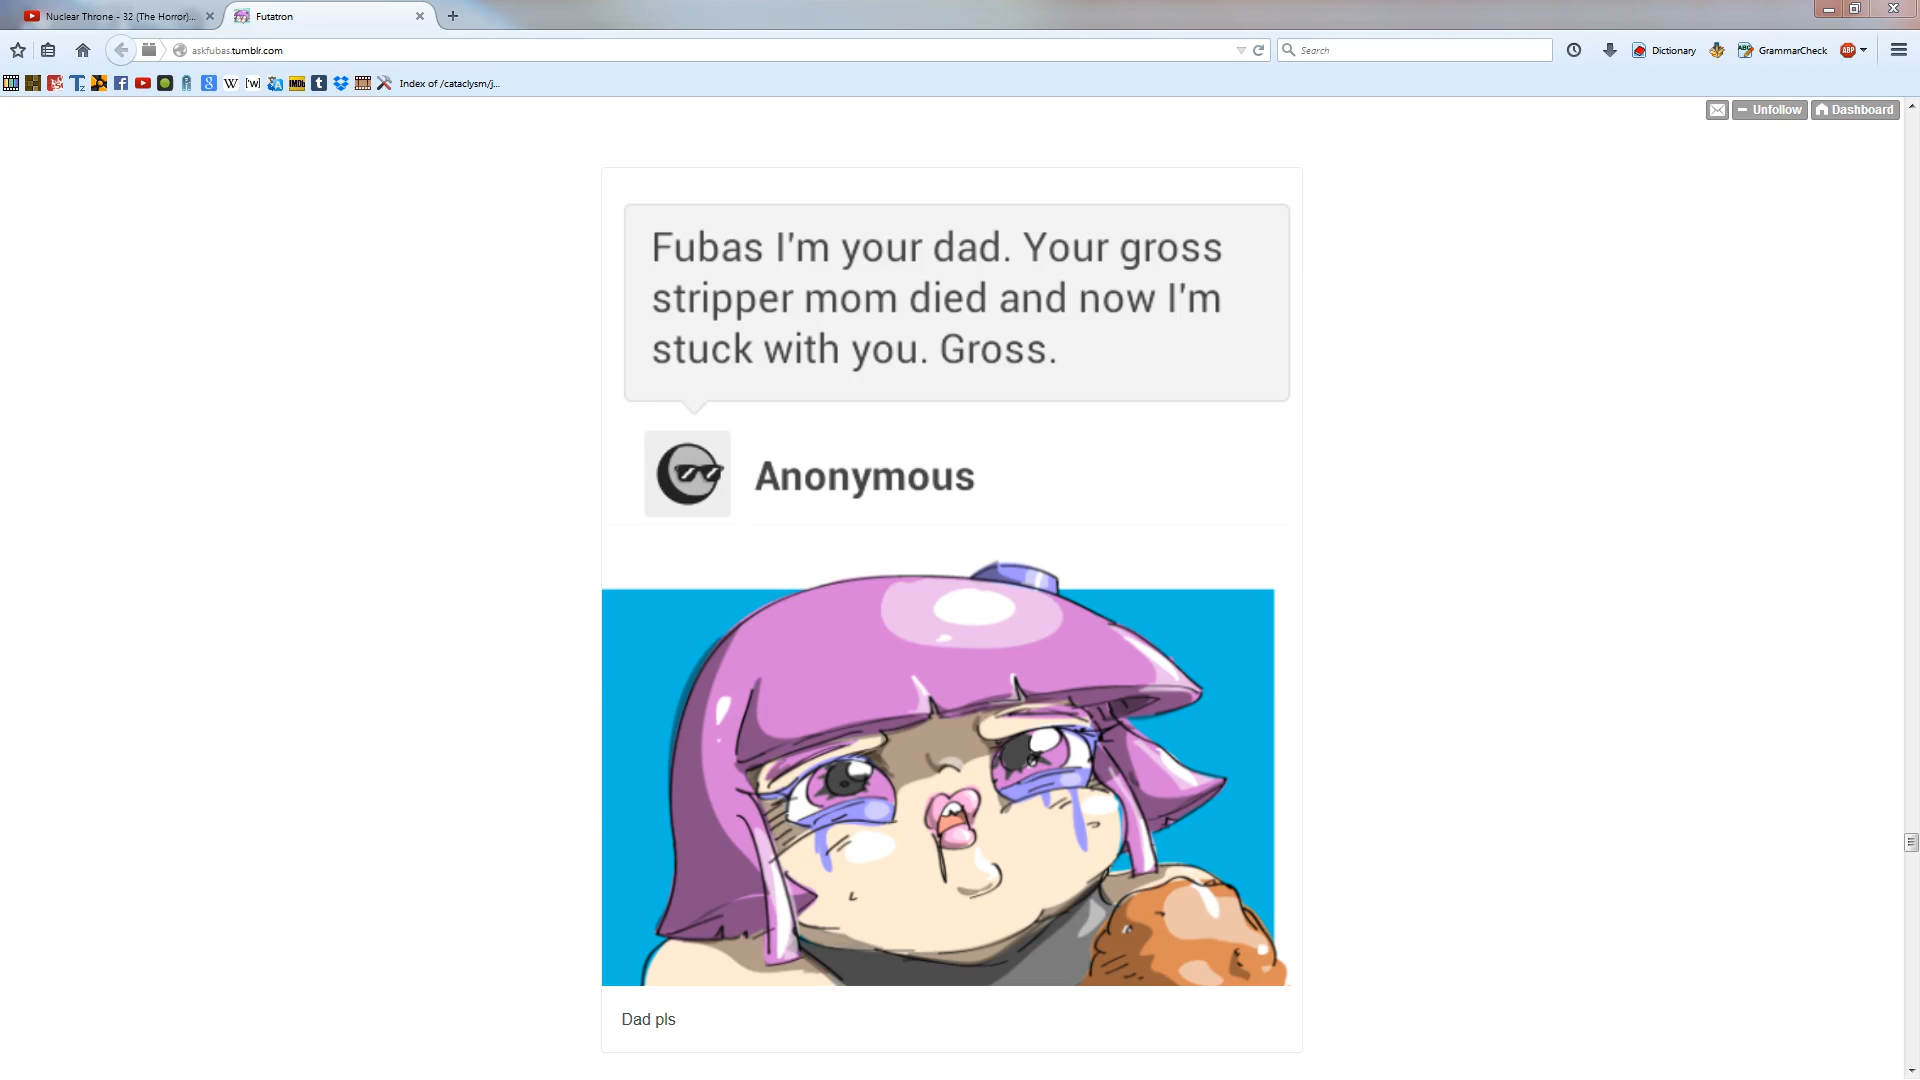 Nuclear Throne - 32 (The Horror)...
Futatron
askfubas.tumblr.com
Search
Dictionary
GrammarCheck
ABP
Index of /cataclysm/j...
Unfollow
Dashboard
Fubas I'm your dad. Your gross
stripper mom died and now I'm
stuck with you. Gross.
Anonymous
Dad pls